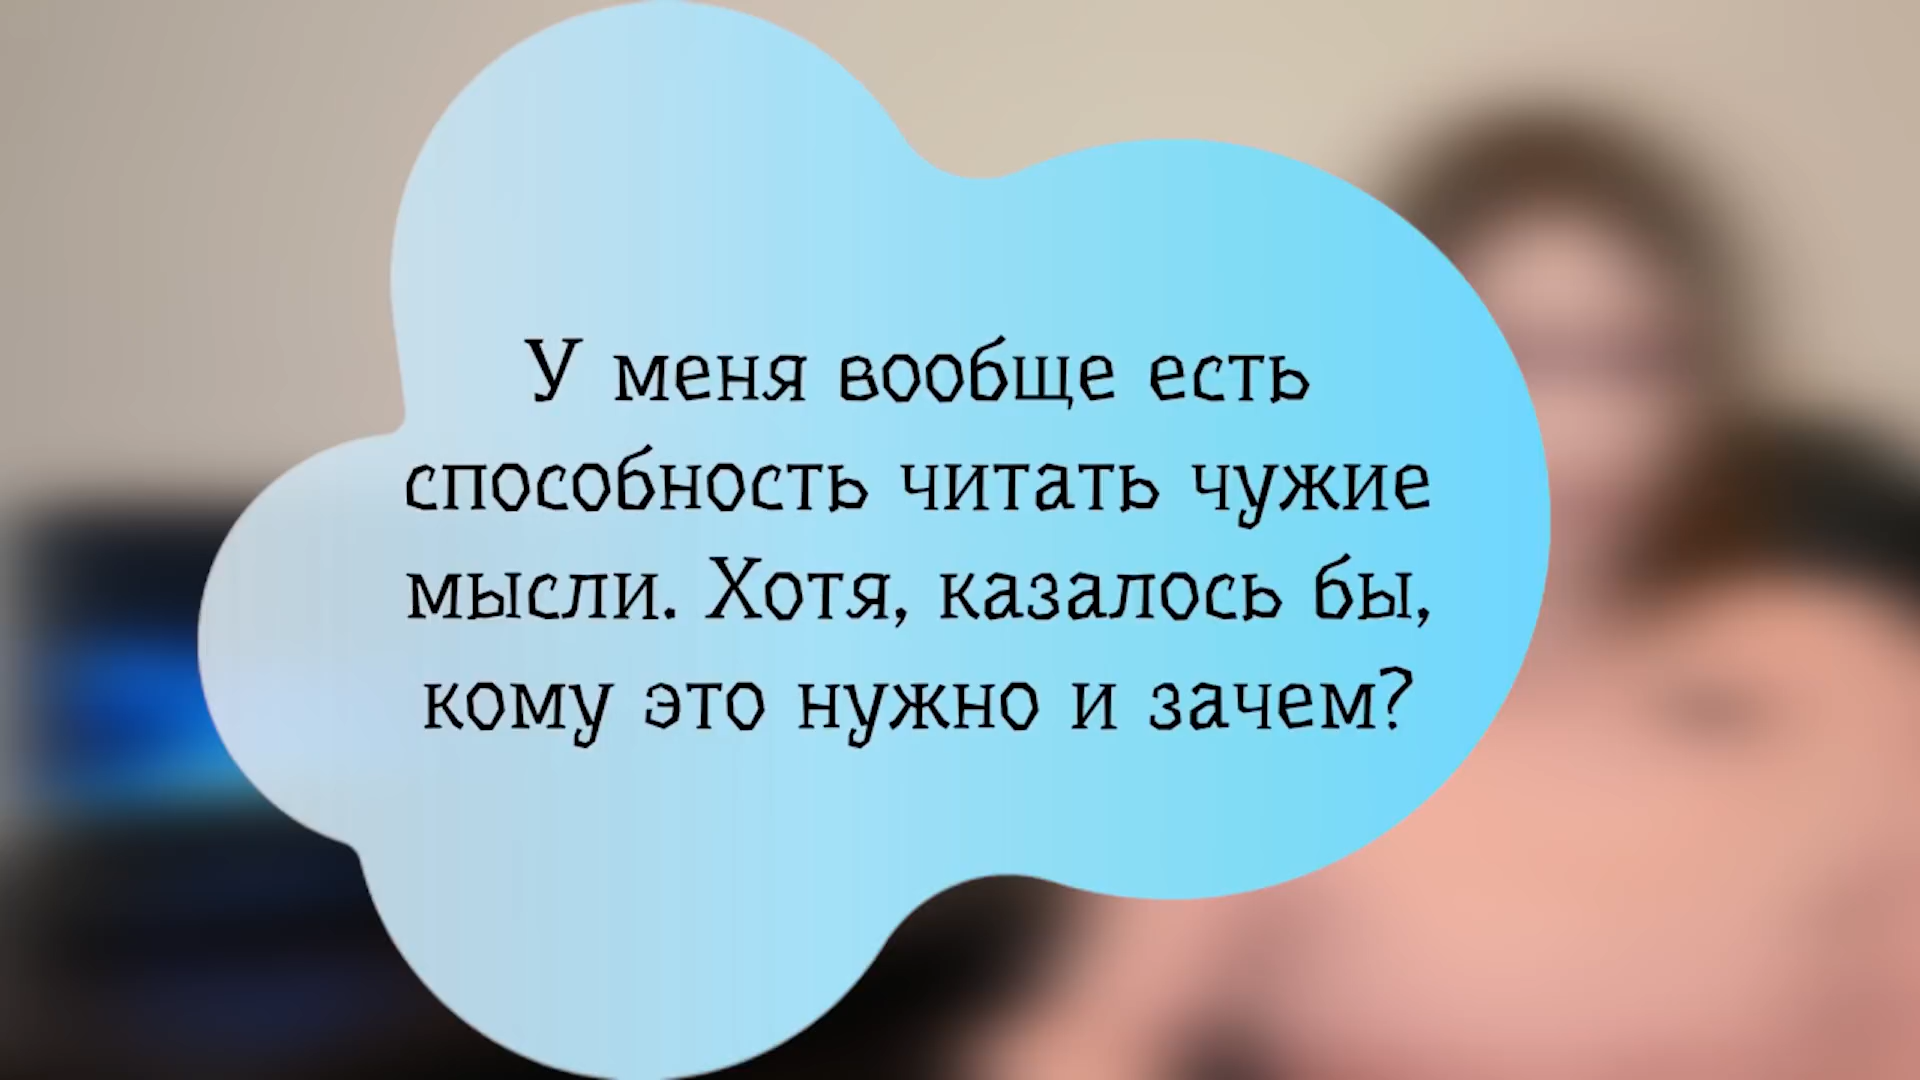 У меня вообще есть
способность читать чужие
мысли. Хотя, казалось бы,
кому это нужно и зачем?